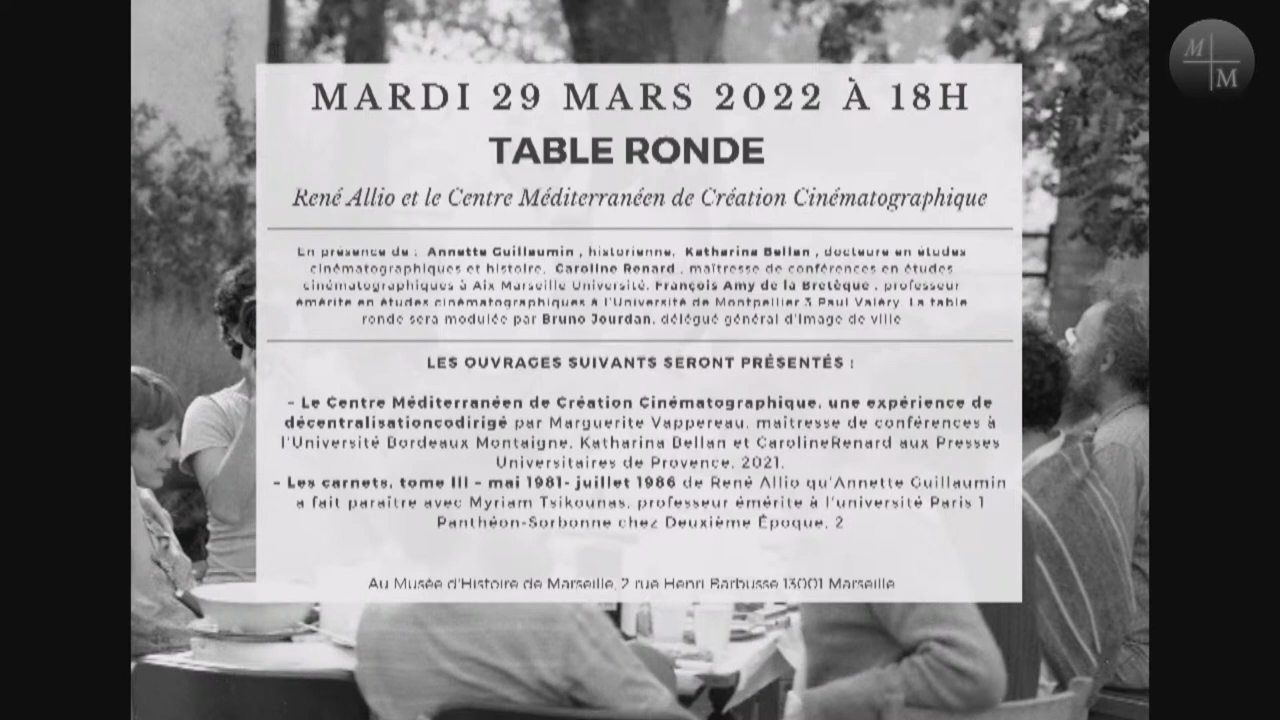 MARDI 29 MARS 2022 À 18H
TABLE RONDE
René Allio et le Centre Méditerranéen de Création Cinématographique
En présence de : Annette Guillaumin , historienne, Katharina Bellan , docteure en études
cinématographiques et histoire, Caroline Renard , maîtresse de conférences en études
cinématographiques à Aix Marseille Université, François Amy de la Bretèque , professeur
émérite en études cinématographiques à l'Université de Montpellier 3 Paul Valéry. La table
ronde sera modulée par Bruno Jourdan, délégué général d'Image de ville
LES OUVRAGES SUIVANTS SERONT PRÉSENTÉS :
- Le Centre Méditerranéen de Création Cinématographique, une expérience de
décentralisationcodirigé par Marguerite Vappereau, maitresse de conférences à
l'Université Bordeaux Montaigne, Katharina Bellan et CarolineRenard aux Presses
Universitaires de Provence, 2021,
- Les carnets, tome III - mai 1981- juillet 1986 de René Allio qu'Annette Guillaumin
a fait paraître avec Myriam Tsikounas, professeur émérite à l'université Paris 1
Panthéon-Sorbonne chez Deuxième Époque, 2
Au Musée d'Histoire de Marseille, 2 rue Henri Barbusse 13001 Marseille
M
M